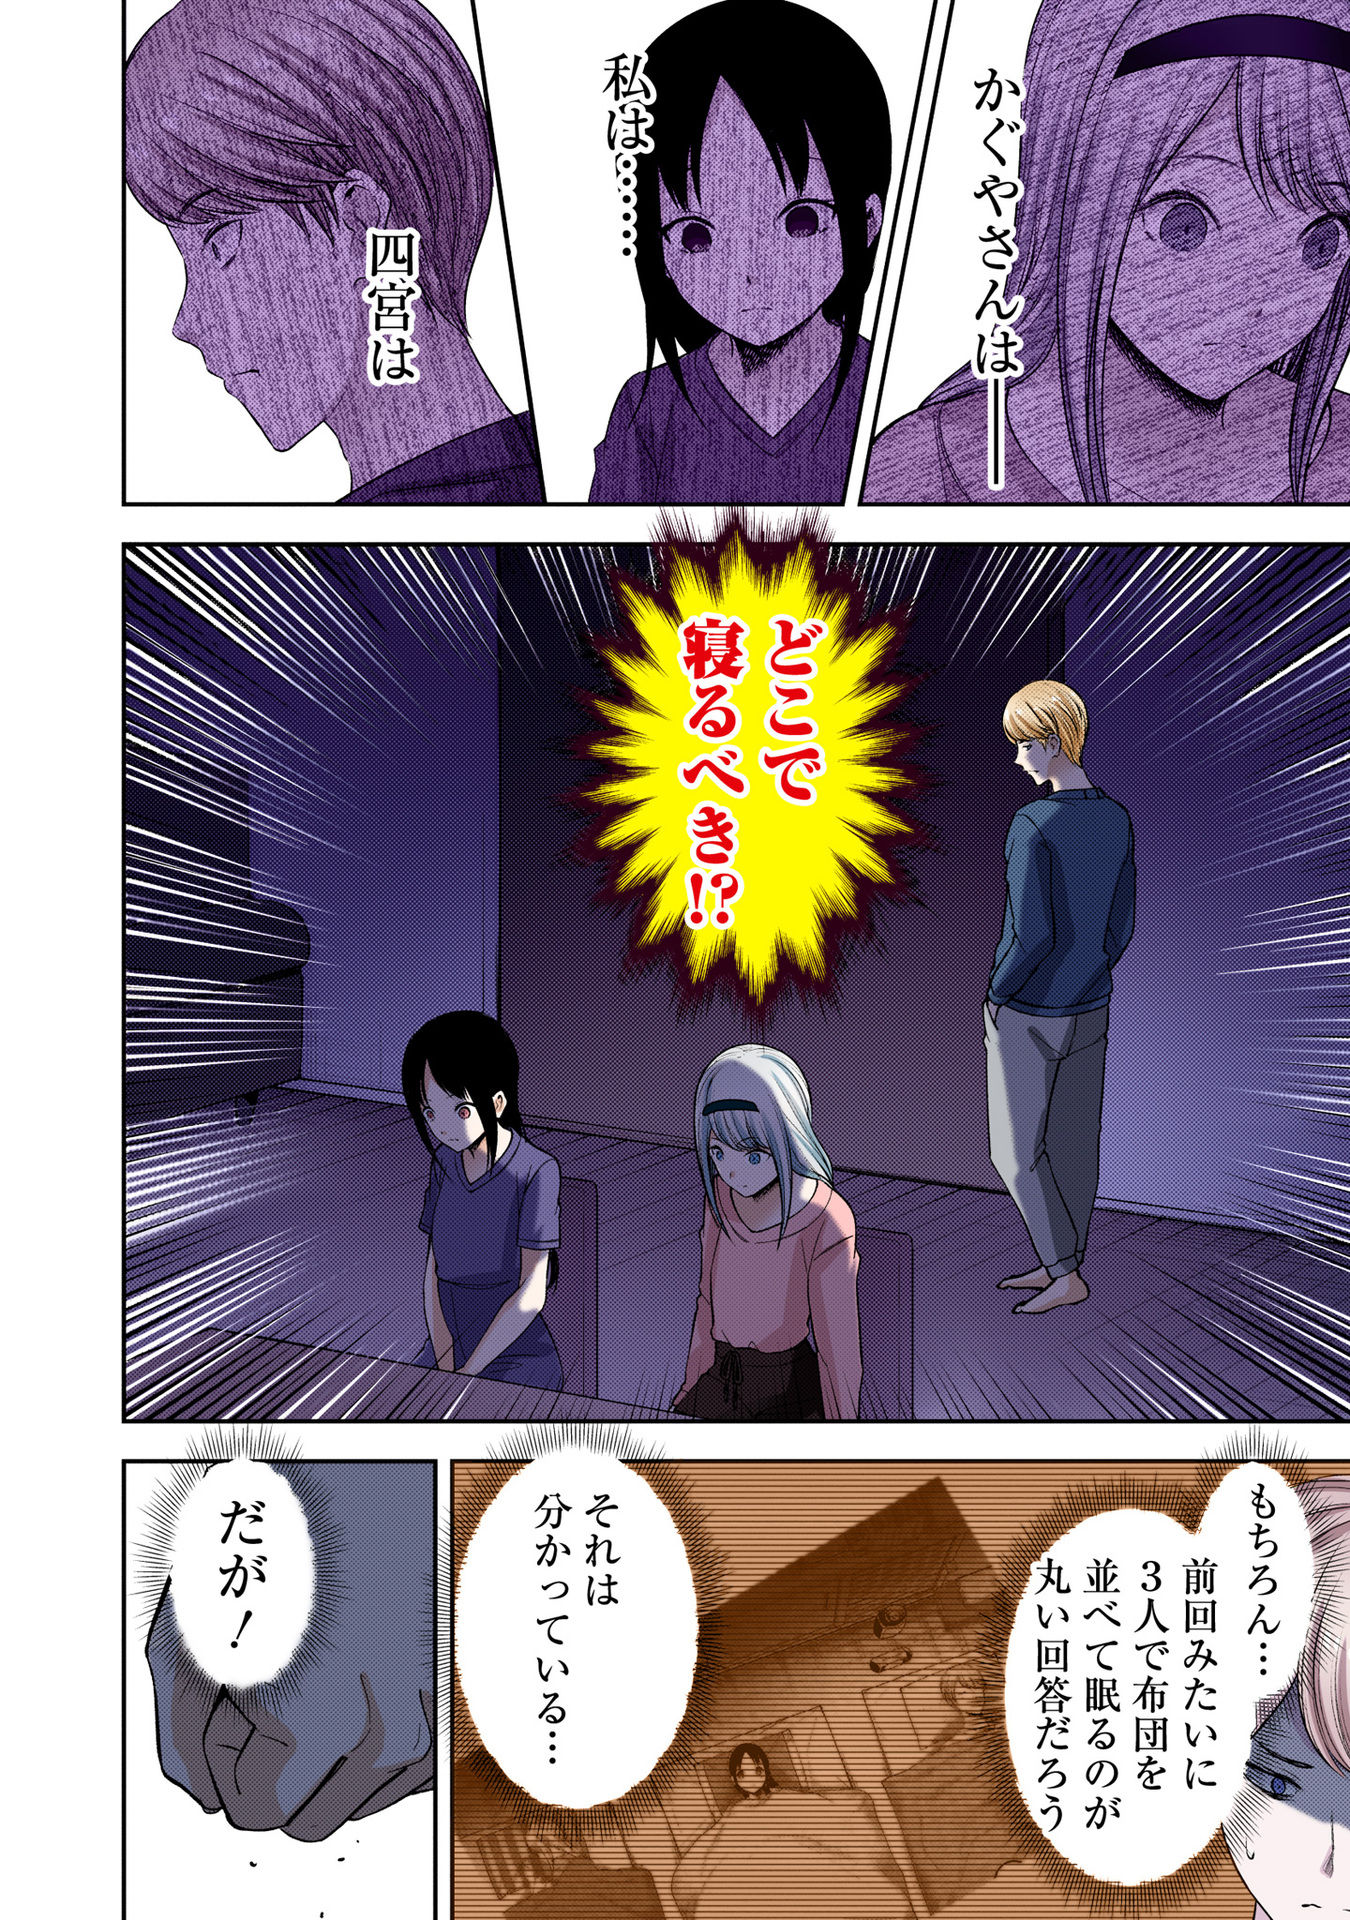 かぐやさんは――
私は……
四宮は
どこで
寝るべき!?
もちろん…
前回みたいに
3人で布団を
並べて眠るのが
丸い回答だろう
それは
分かっている…
だが!